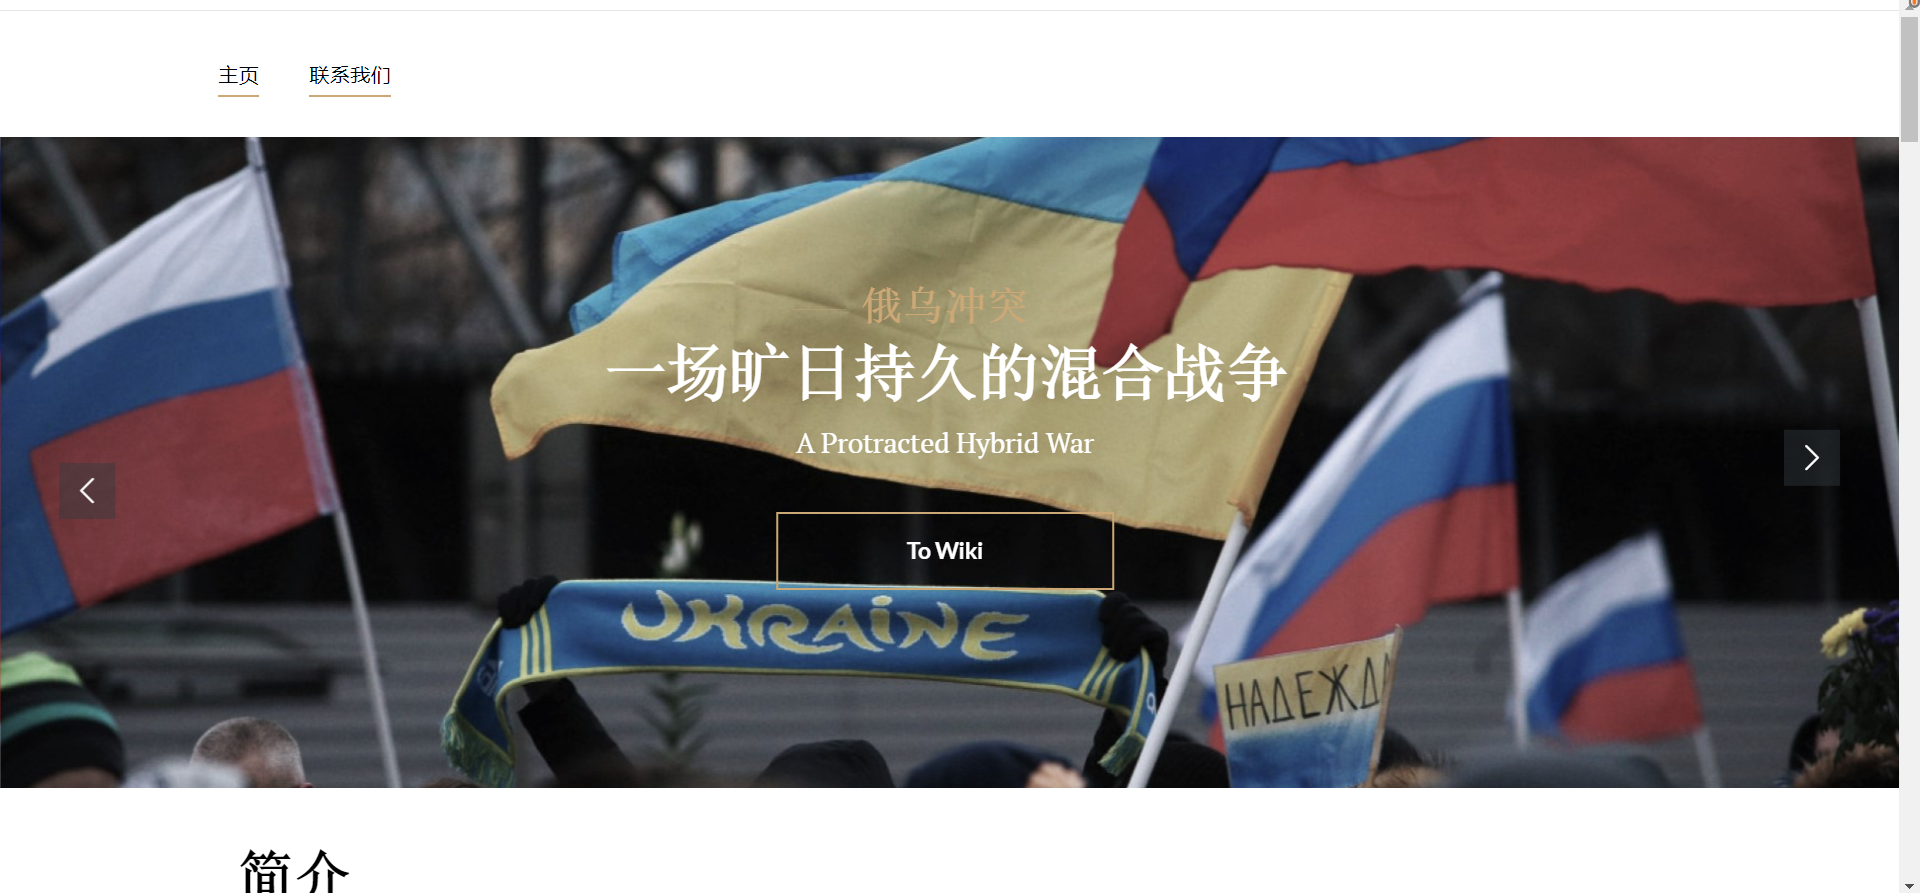 主页 联系我们
俄乌冲突
一场旷日持久的混合战争
A Protracted Hybrid War
To Wiki
UKRAINE
НАДЕЖДА
简介